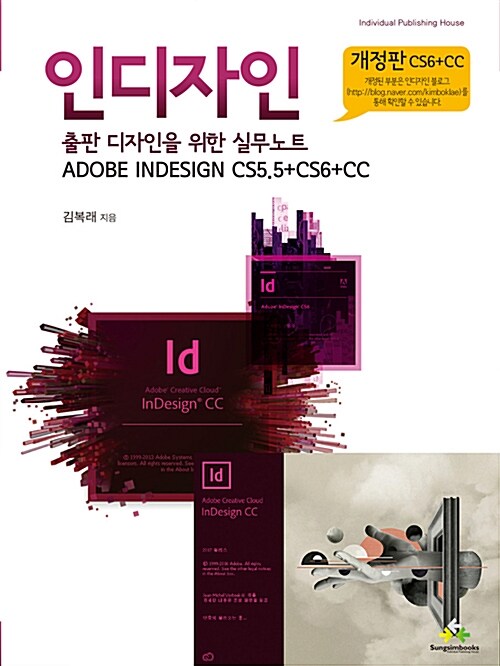 Individual Publishing House
인디자인
개정판 CS6+CC
개정된 부분은 인디자인 블로그
(http://blog.naver.com/kimboklae)를
통해 확인할 수 있습니다.
출판 디자인을 위한 실무노트
ADOBE INDESIGN CS5.5+CS6+CC
김복래 지음
Id
Adobe InDesign CS6
Id
Adobe Creative Cloud
InDesign® CC
Id
Adobe Creative Cloud
InDesign CC
Sungsimbooks
Individual Publishing House